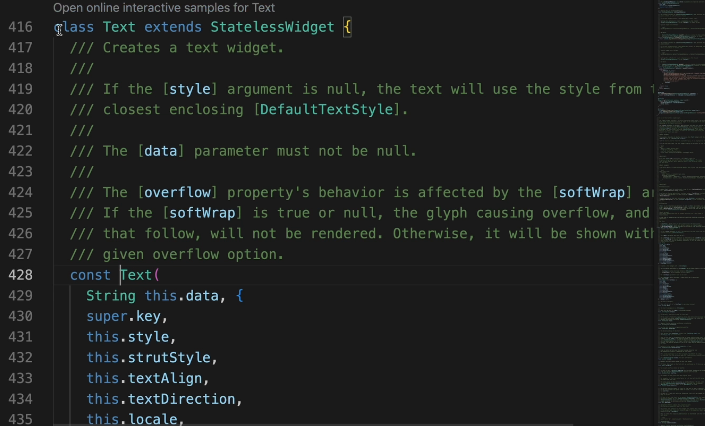 Open online interactive samples for Text
416 class Text extends StatelessWidget {
417 /// Creates a text widget.
418 ///
419 /// If the [style] argument is null, the text will use the style from
420 /// closest enclosing [DefaultTextStyle].
421 ///
422 /// The [data] parameter must not be null.
423 ///
424 /// The [overflow] property's behavior is affected by the [softWrap]
425 /// If the [softWrap] is true or null, the glyph causing overflow, and
426 /// that follow, will not be rendered. Otherwise, it will be shown with
427 /// given overflow option.
428 const Text(
429 String this.data, {
430 super.key,
431 this.style,
432 this.strutStyle,
433 this.textAlign,
434 this.textDirection,
435 this.locale,